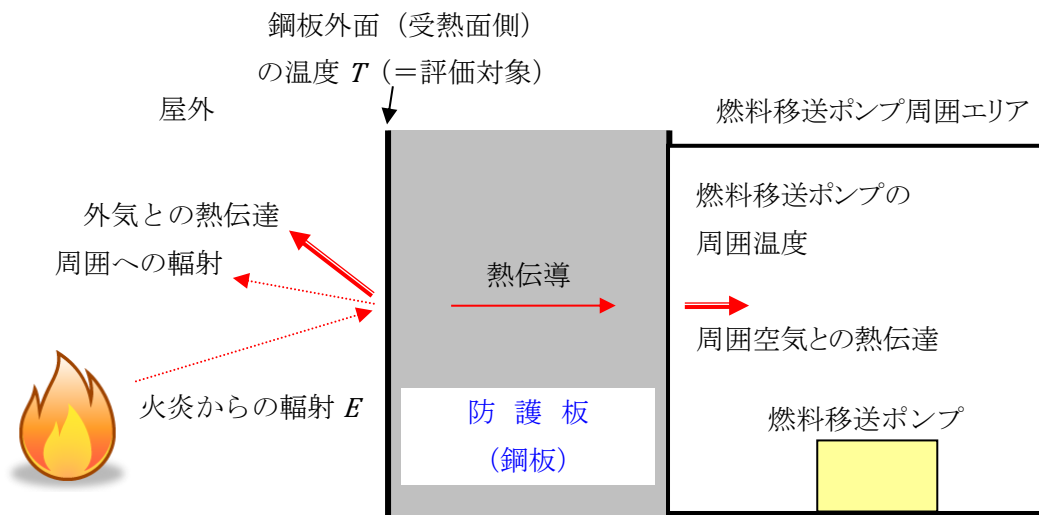 鋼板外面（受熱面側）
の温度 T（＝評価対象）
屋外
燃料移送ポンプ周囲エリア
外気との熱伝達
周囲への輻射
熱伝導
燃料移送ポンプの
周囲温度
周囲空気との熱伝達
火炎からの輻射 E
防 護 板
（鋼板）
燃料移送ポンプ